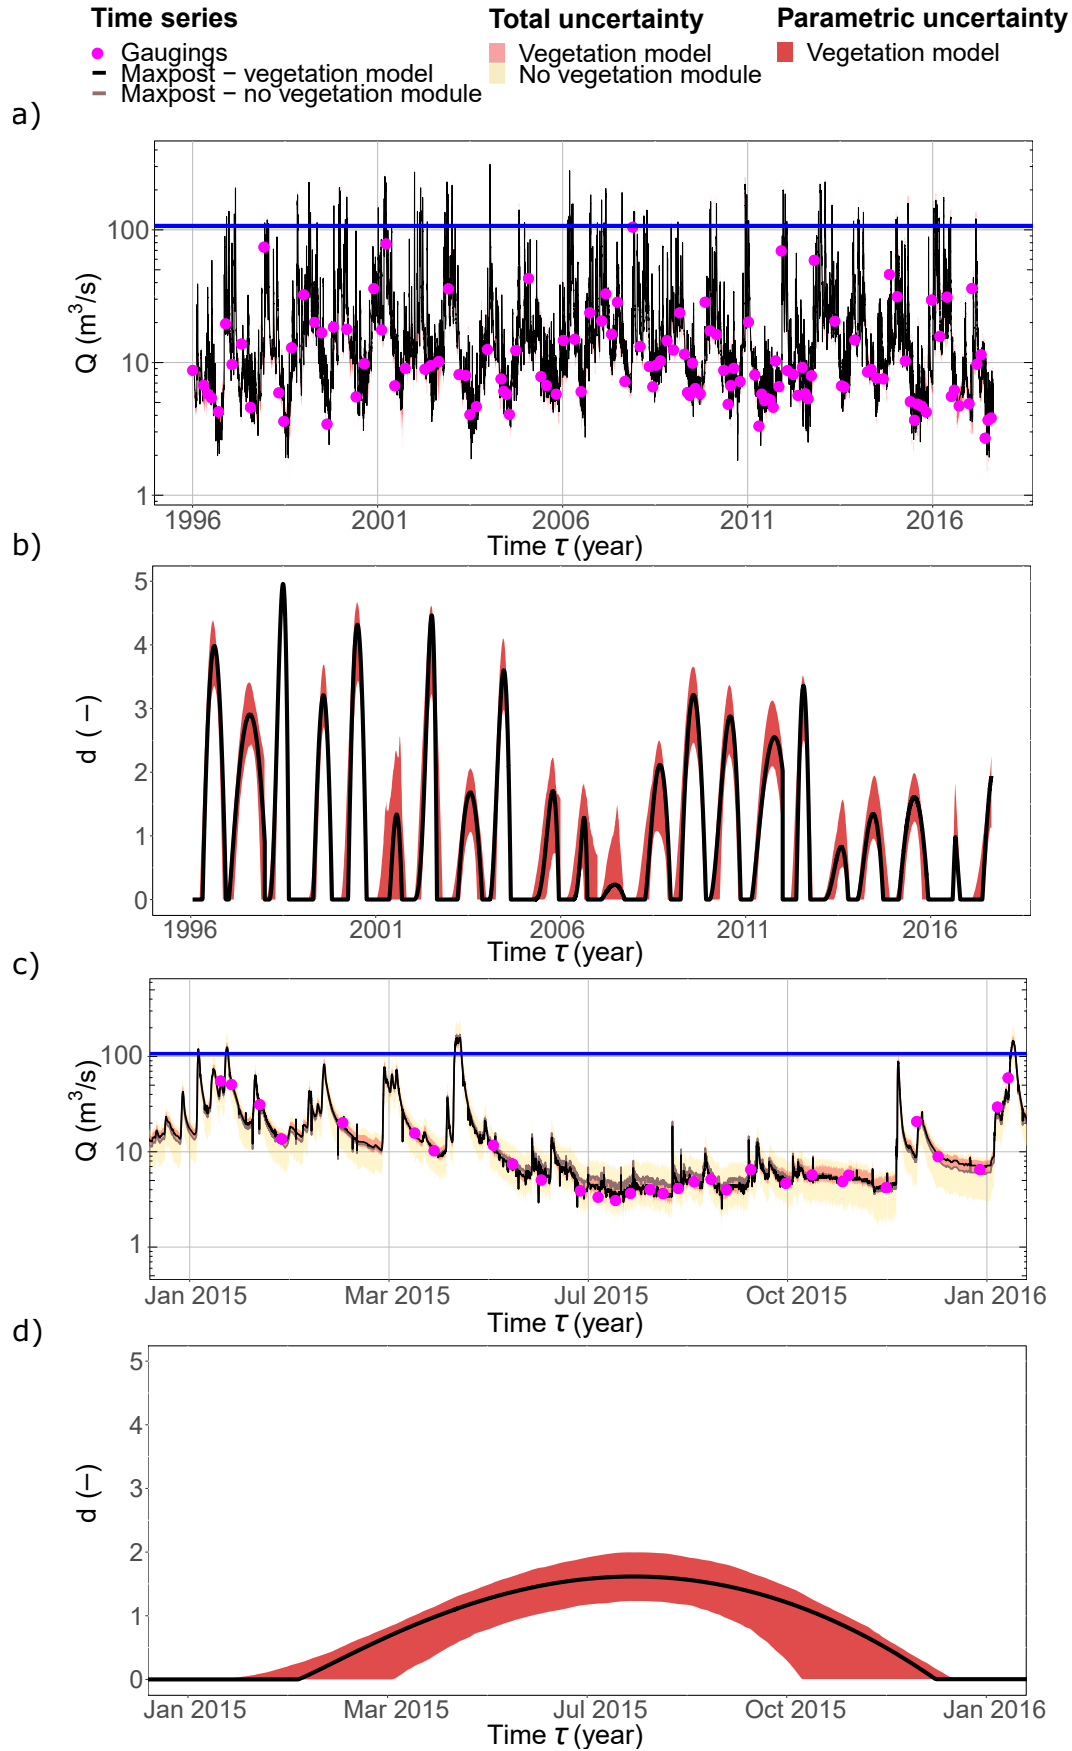 Time series
Gaugings
Maxpost − vegetation model
Maxpost − no vegetation module
Total uncertainty
Vegetation model
No vegetation module
Parametric uncertainty
Vegetation model
a)
Q (m³/s)
100
10
1
1996 2001 2006 2011 2016
Time τ (year)
b)
d (−)
5
4
3
2
1
0
1996 2001 2006 2011 2016
Time τ (year)
c)
Q (m³/s)
100
10
1
Jan 2015 Mar 2015 Jul 2015 Oct 2015 Jan 2016
Time τ (year)
d)
d (−)
5
4
3
2
1
0
Jan 2015 Mar 2015 Jul 2015 Oct 2015 Jan 2016
Time τ (year)